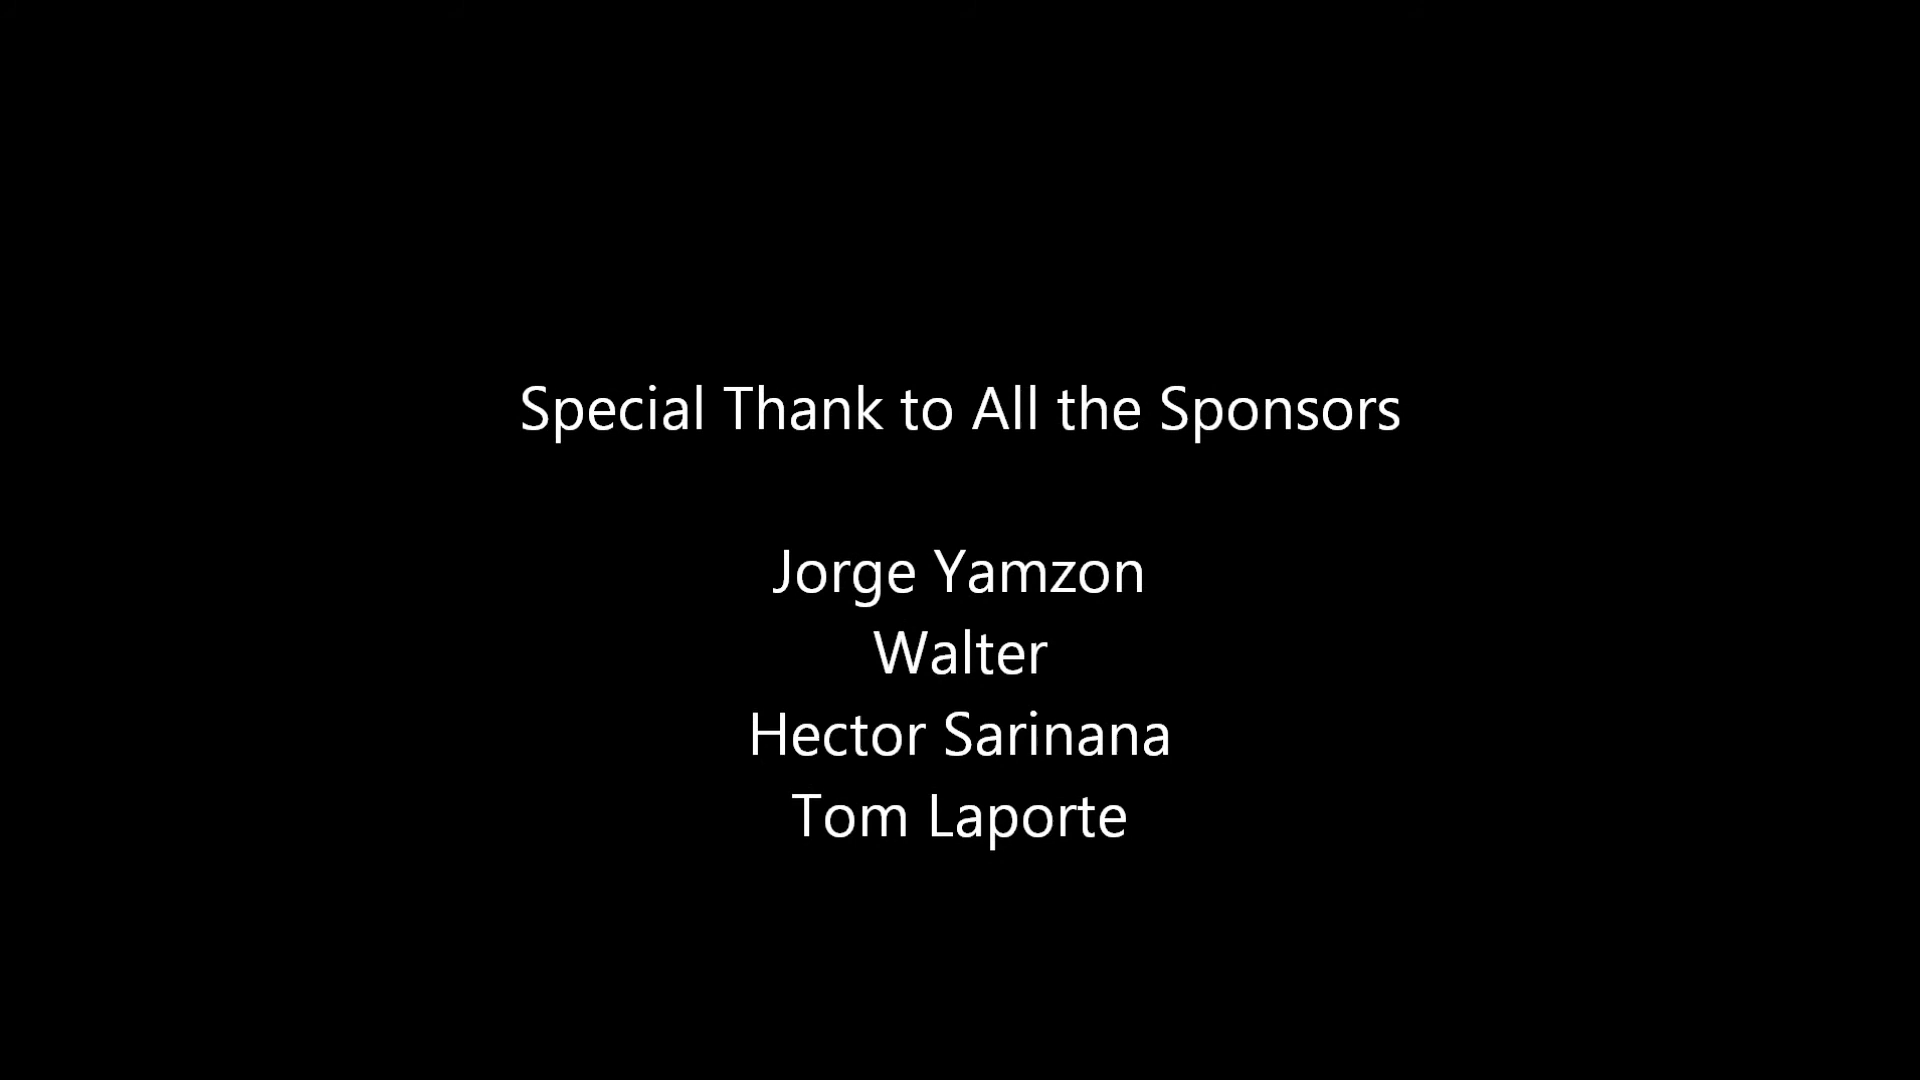 Special Thank to All the Sponsors
Jorge Yamzon
Walter
Hector Sarinana
Tom Laporte